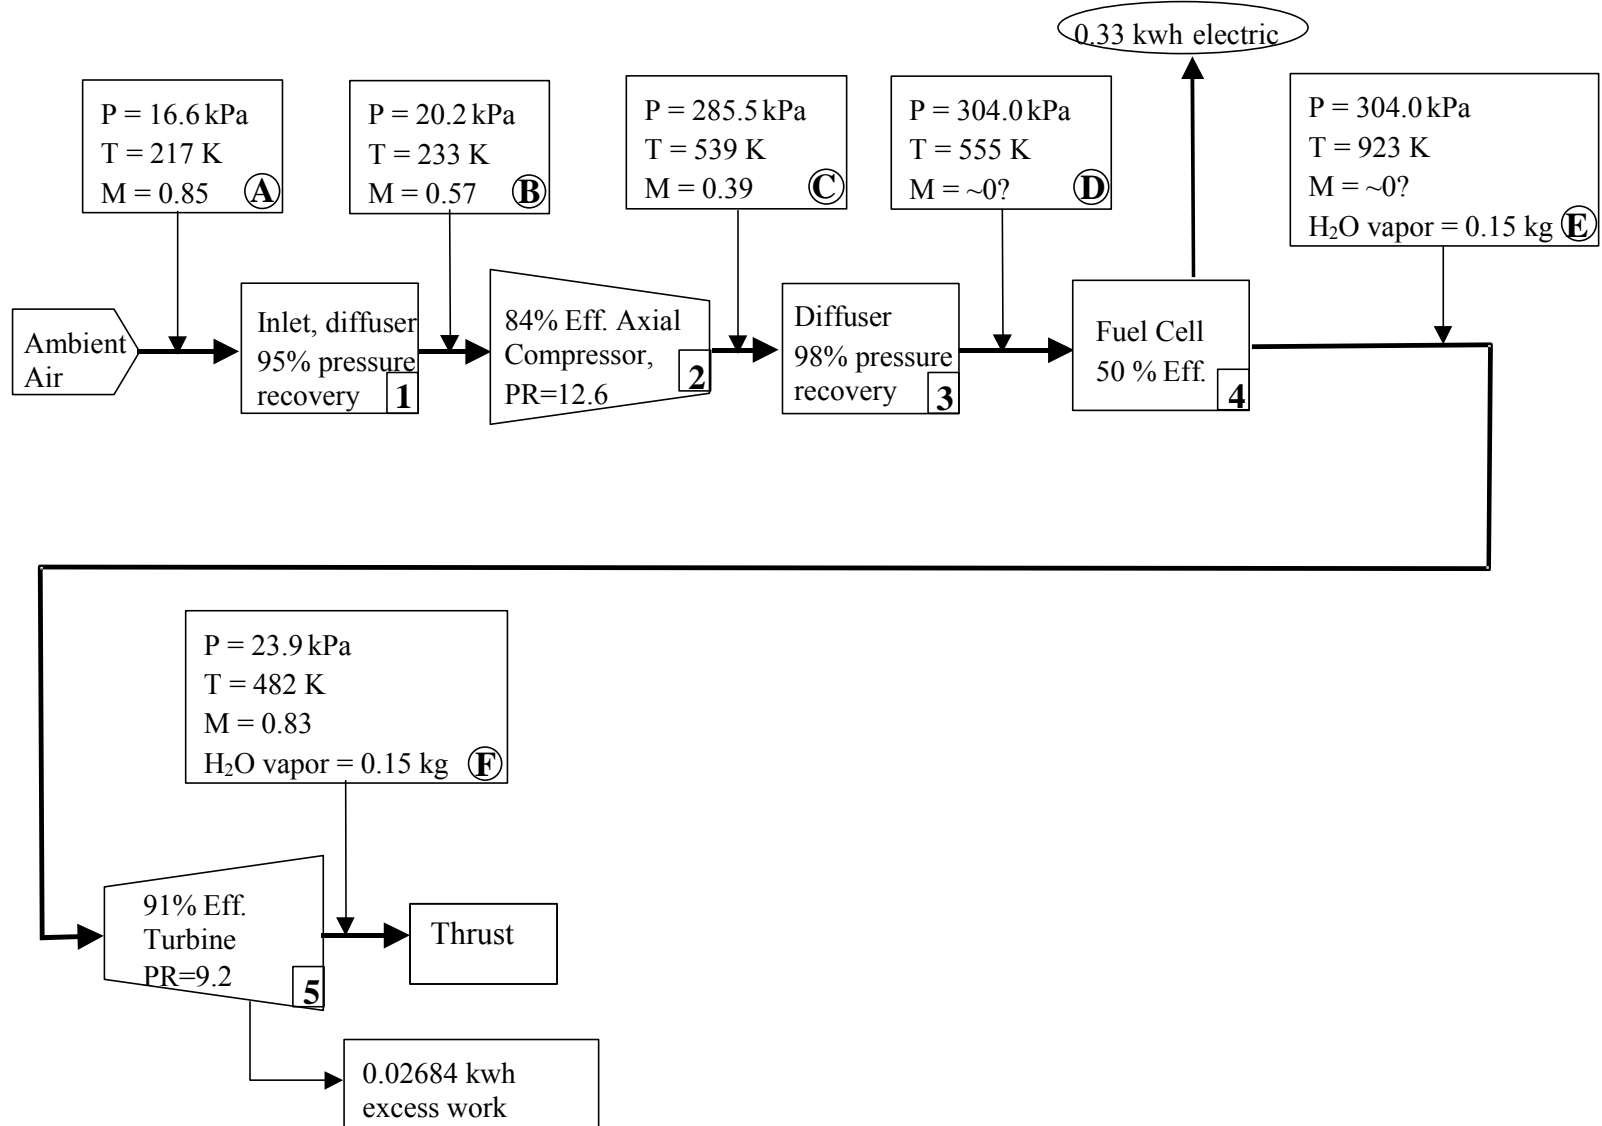 0.33 kwh electric
P = 16.6 kPa
T = 217 K
M = 0.85
A
P = 20.2 kPa
T = 233 K
M = 0.57
B
P = 285.5 kPa
T = 539 K
M = 0.39
C
P = 304.0 kPa
T = 555 K
M = ~0?
D
P = 304.0 kPa
T = 923 K
M = ~0?
H₂O vapor = 0.15 kg
E
Ambient
Air
Inlet, diffuser
95% pressure
recovery
1
84% Eff. Axial
Compressor,
PR=12.6
2
Diffuser
98% pressure
recovery
3
Fuel Cell
50 % Eff.
4
P = 23.9 kPa
T = 482 K
M = 0.83
H₂O vapor = 0.15 kg
F
91% Eff.
Turbine
PR=9.2
5
Thrust
0.02684 kwh
excess work